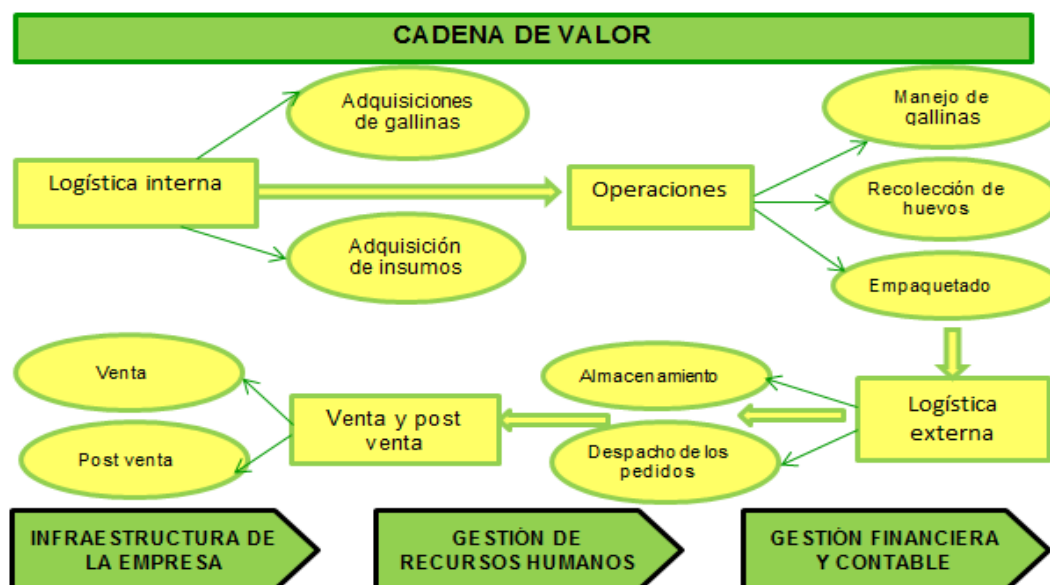 CADENA DE VALOR
Adquisiciones
de gallinas
Manejo de
gallinas
Logística interna
Operaciones
Recolección de
huevos
Adquisición
de insumos
Empaquetado
Venta
Almacenamiento
Venta y post
venta
Logística
externa
Post venta
Despacho de los
pedidos
INFRAESTRUCTURA DE
LA EMPRESA
GESTIÓN DE
RECURSOS HUMANOS
GESTIÓN FINANCIERA
Y CONTABLE